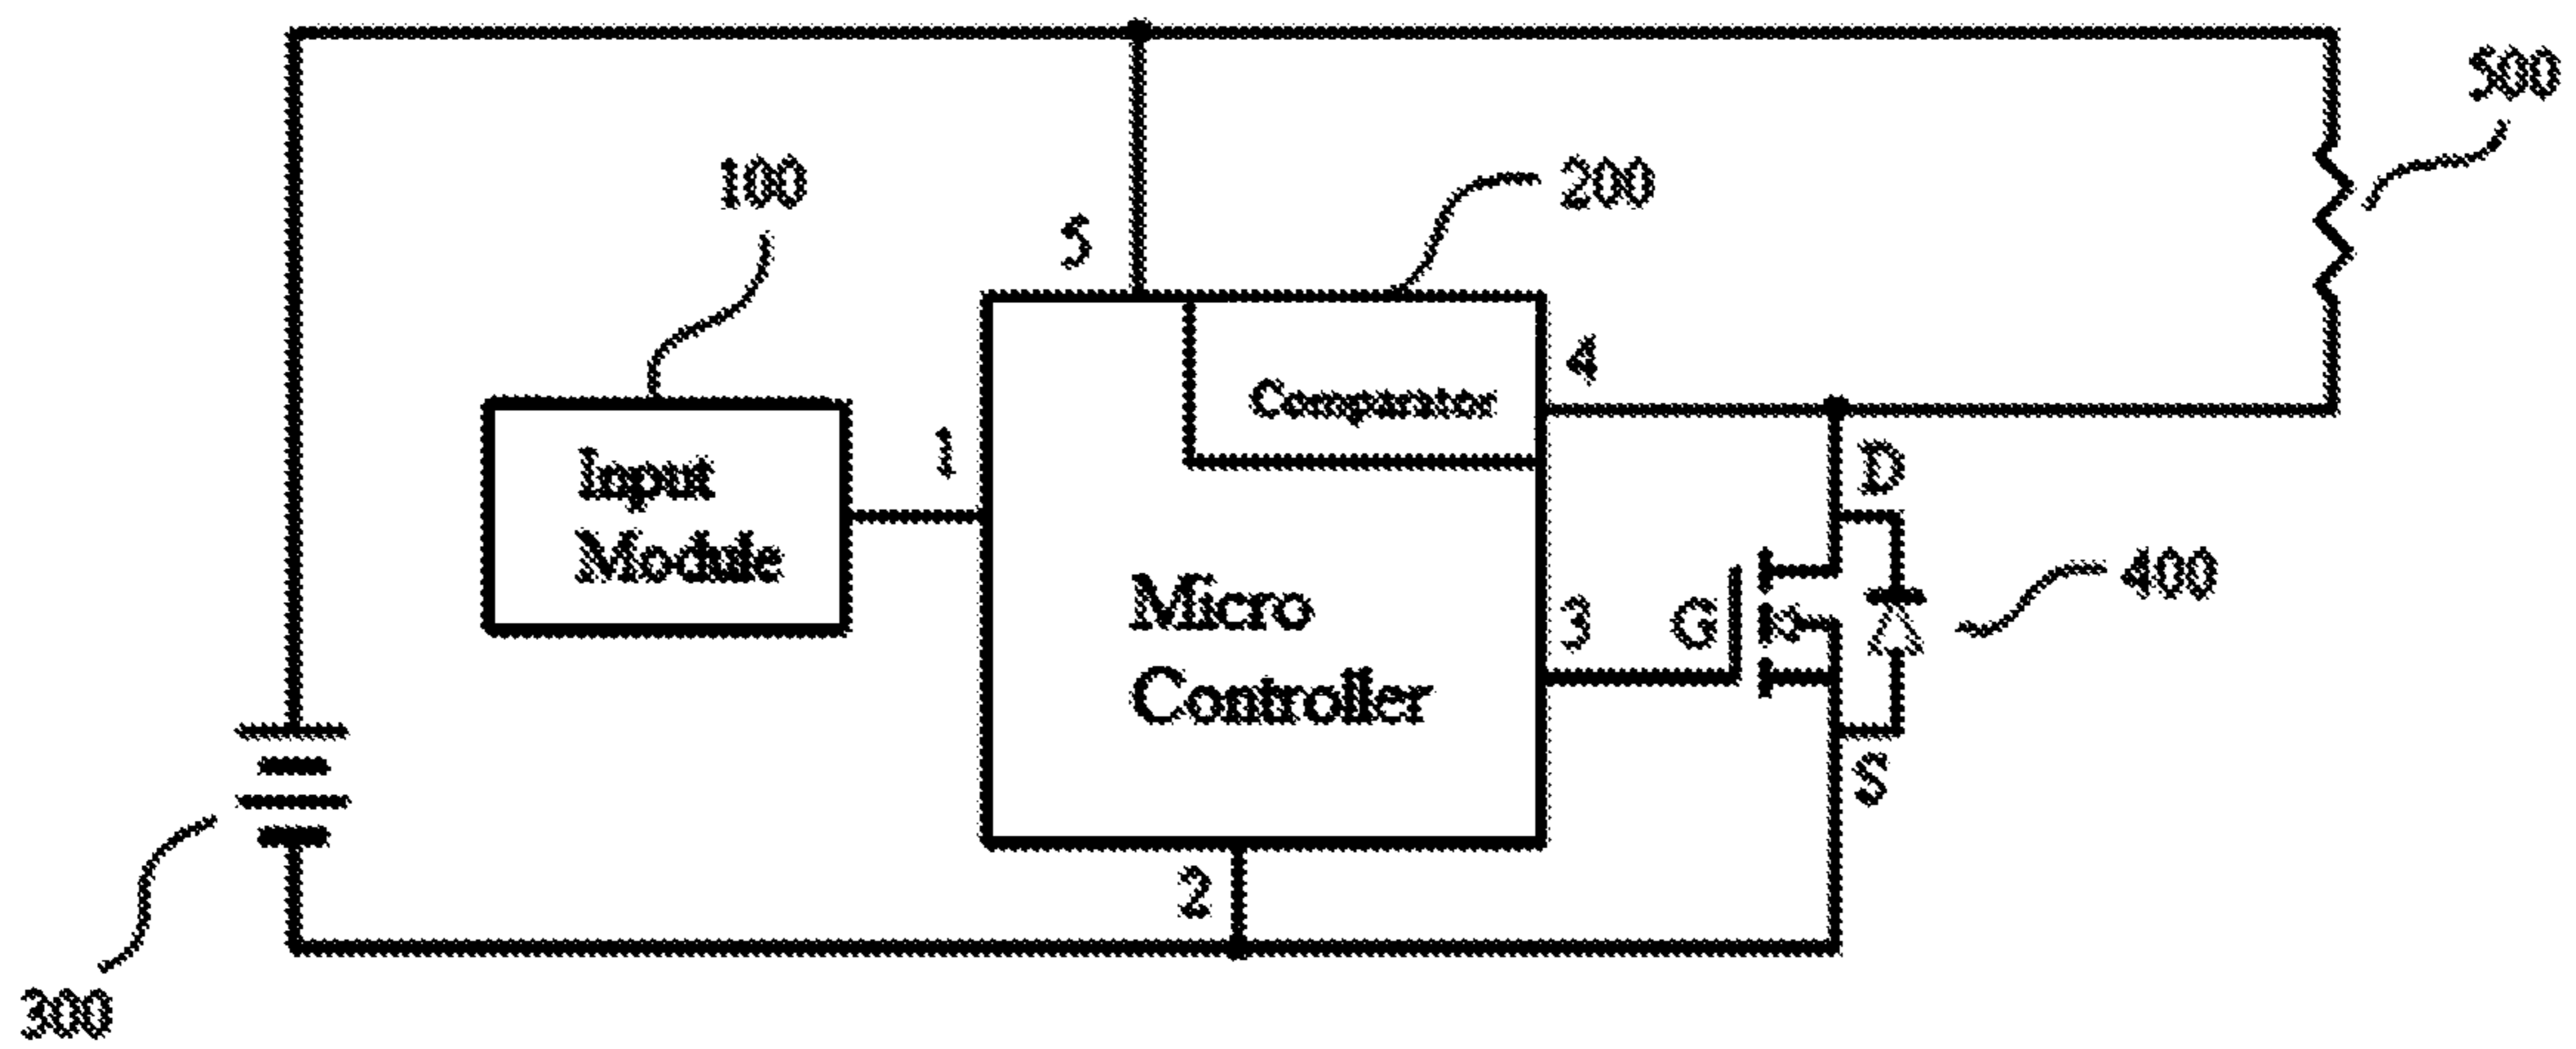 500
100
200
5
4
Comparator
1
Input
Module
D
400
Micro
Controller
3
G
S
2
300